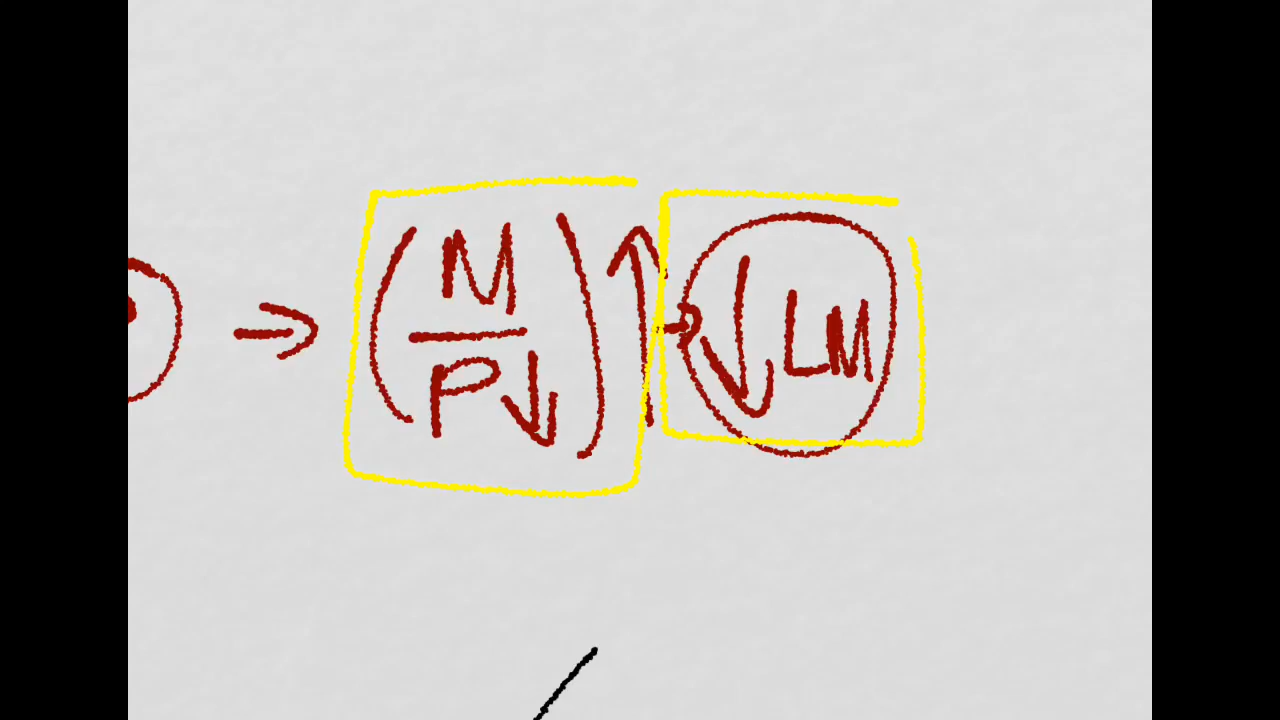 → (M/P↓)↑ → ↓LM